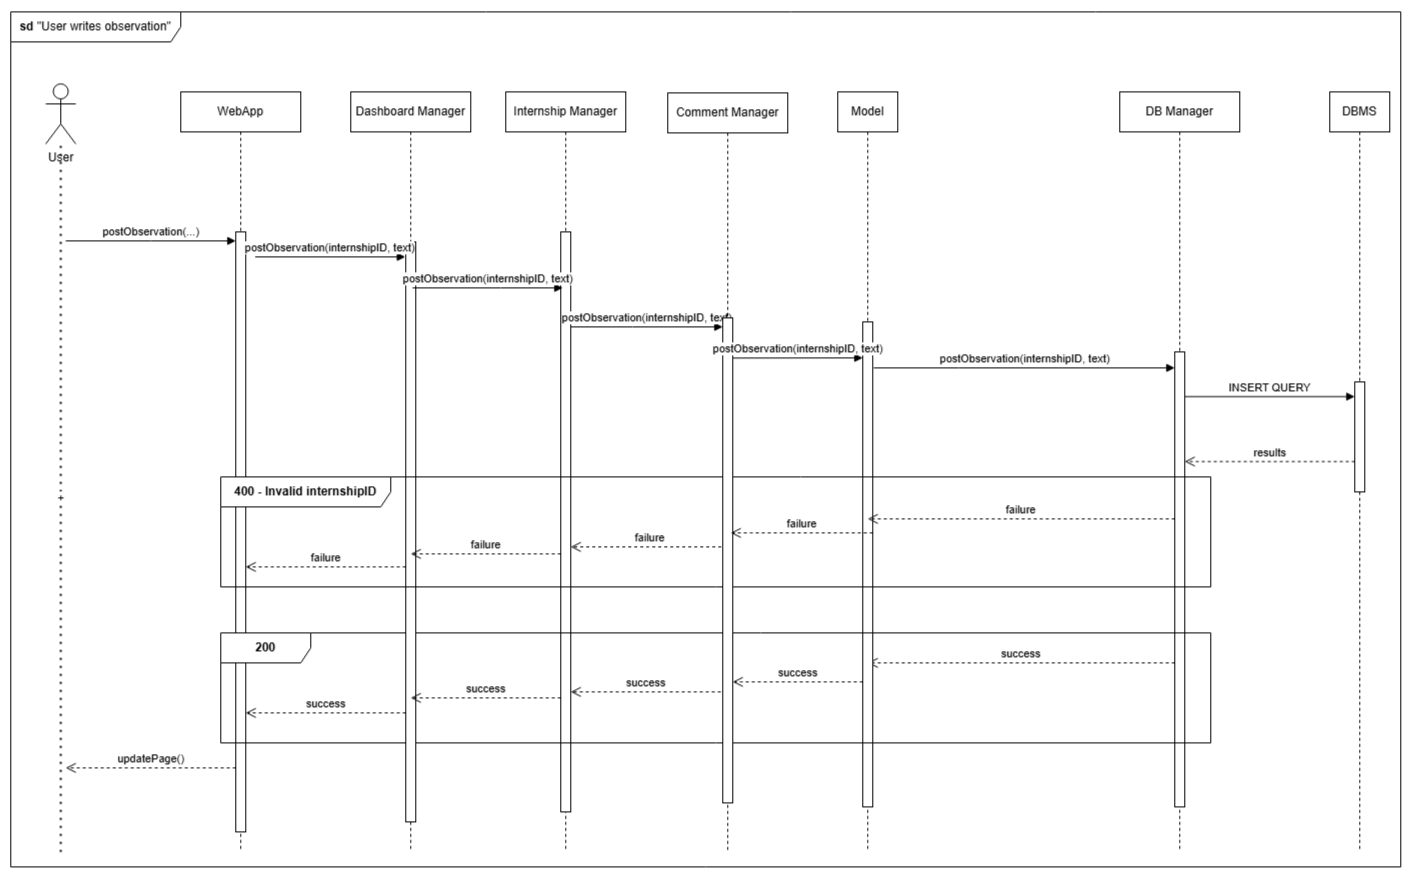 sd "User writes observation"
User
WebApp
Dashboard Manager
Internship Manager
Comment Manager
Model
DB Manager
DBMS
postObservation(...)
postObservation(internshipID, text)
postObservation(internshipID, text)
postObservation(internshipID, text)
postObservation(internshipID, text)
postObservation(internshipID, text)
INSERT QUERY
results
400 - Invalid internshipID
failure
failure
failure
failure
failure
200
success
success
success
success
success
updatePage()